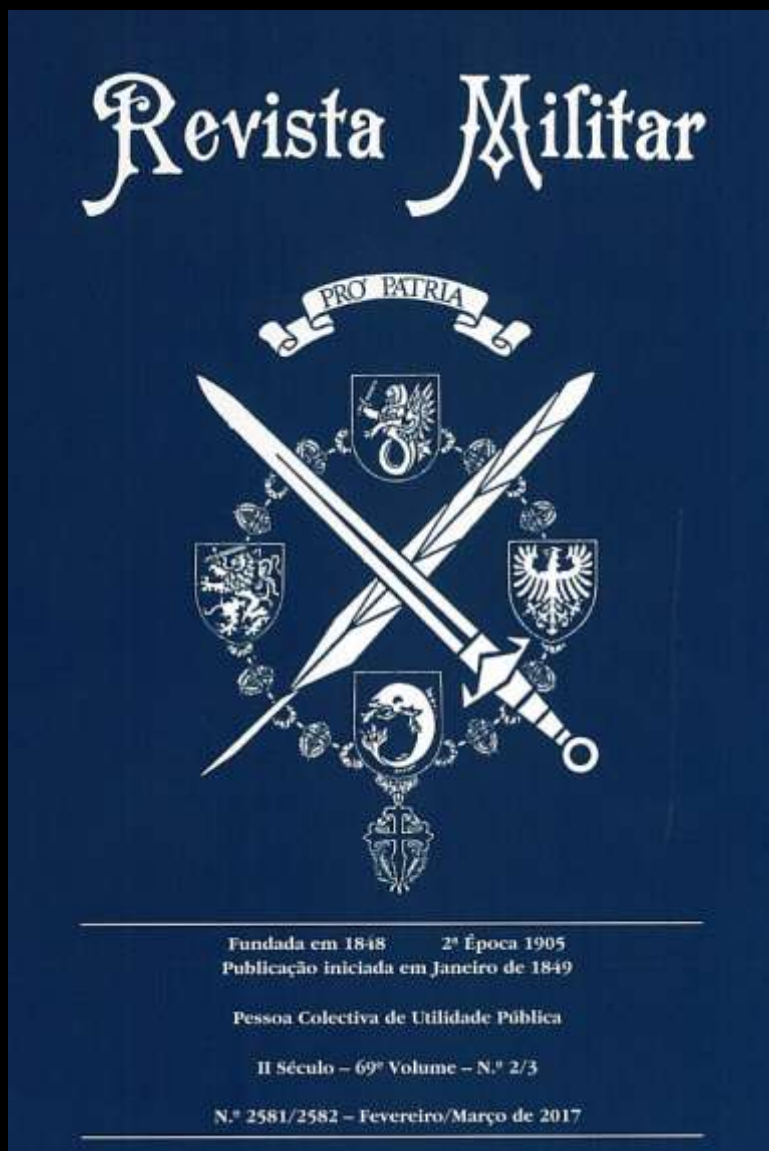 Revista Militar
PRO PATRIA
Fundada em 1848 2ª Época 1905
Publicação iniciada em Janeiro de 1849
Pessoa Colectiva de Utilidade Pública
II Século – 69º Volume – N.º 2/3
N.º 2581/2582 – Fevereiro/Março de 2017